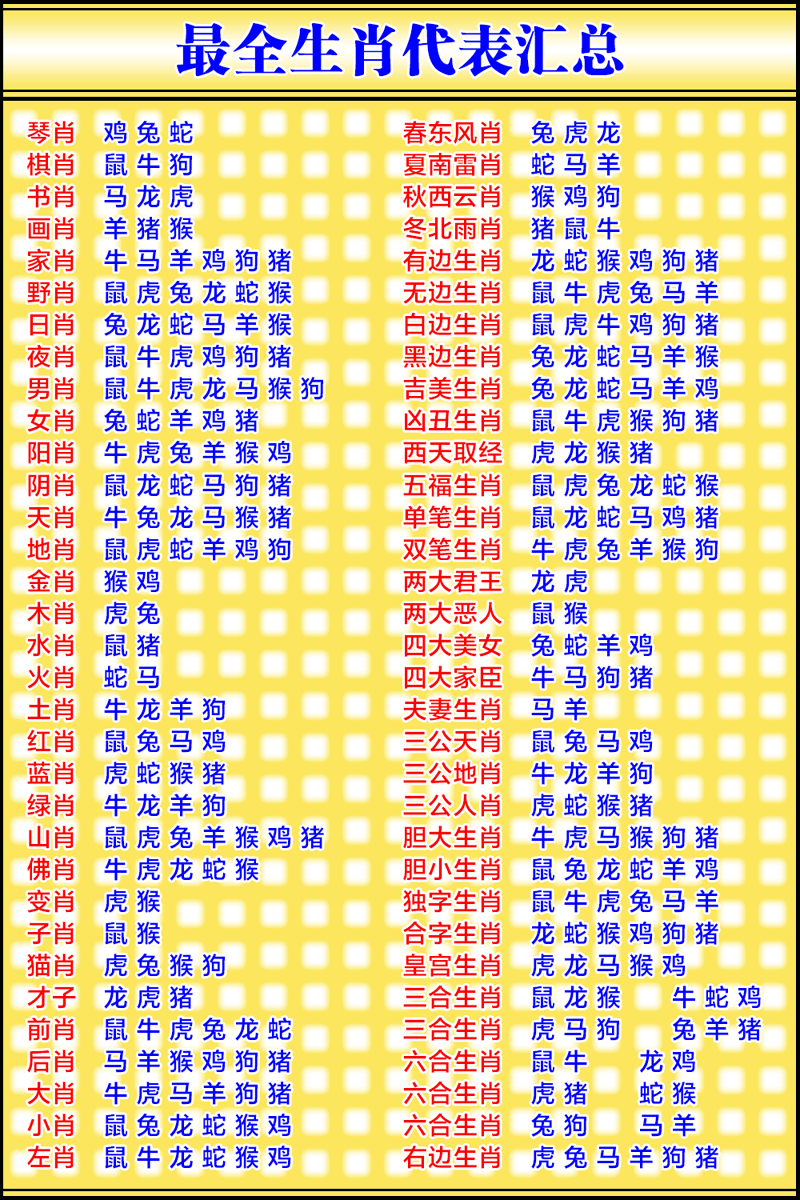 最全生肖代表汇总
琴肖 鸡兔蛇 春东风肖 兔虎龙
棋肖 鼠牛狗 夏南雷肖 蛇马羊
书肖 马龙虎 秋西云肖 猴鸡狗
画肖 羊猪猴 冬北雨肖 猪鼠牛
家肖 牛马羊鸡狗猪 有边生肖 龙蛇猴鸡狗猪
野肖 鼠虎兔龙蛇猴 无边生肖 鼠牛虎兔马羊
日肖 兔龙蛇马羊猴 白边生肖 鼠虎牛鸡狗猪
夜肖 鼠牛虎鸡狗猪 黑边生肖 兔龙蛇马羊猴
男肖 鼠牛虎龙马猴狗 吉美生肖 兔龙蛇马羊鸡
女肖 兔蛇羊鸡猪 凶丑生肖 鼠牛虎猴狗猪
阳肖 牛虎兔羊猴鸡 西天取经 虎龙猴猪
阴肖 鼠龙蛇马狗猪 五福生肖 鼠虎兔龙蛇猴
天肖 牛兔龙马猴猪 单笔生肖 鼠龙蛇马鸡猪
地肖 鼠虎蛇羊鸡狗 双笔生肖 牛虎兔羊猴狗
金肖 猴鸡 两大君王 龙虎
木肖 虎兔 两大恶人 鼠猴
水肖 鼠猪 四大美女 兔蛇羊鸡
火肖 蛇马 四大家臣 牛马狗猪
土肖 牛龙羊狗 夫妻生肖 马羊
红肖 鼠兔马鸡 三公天肖 鼠兔马鸡
蓝肖 虎蛇猴猪 三公地肖 牛龙羊狗
绿肖 牛龙羊狗 三公人肖 虎蛇猴猪
山肖 鼠虎兔羊猴鸡猪 胆大生肖 牛虎马猴狗猪
佛肖 牛虎龙蛇猴 胆小生肖 鼠兔龙蛇羊鸡
变肖 虎猴 独字生肖 鼠牛虎兔马羊
子肖 鼠猴 合字生肖 龙蛇猴鸡狗猪
猫肖 虎兔猴狗 皇宫生肖 虎龙马猴鸡
才子 龙虎猪 三合生肖 鼠龙猴 牛蛇鸡
前肖 鼠牛虎兔龙蛇 三合生肖 虎马狗 兔羊猪
后肖 马羊猴鸡狗猪 六合生肖 鼠牛 龙鸡
大肖 牛虎马羊狗猪 六合生肖 虎猪 蛇猴
小肖 鼠兔龙蛇猴鸡 六合生肖 兔狗 马羊
左肖 鼠牛龙蛇猴鸡 右边生肖 虎兔马羊狗猪